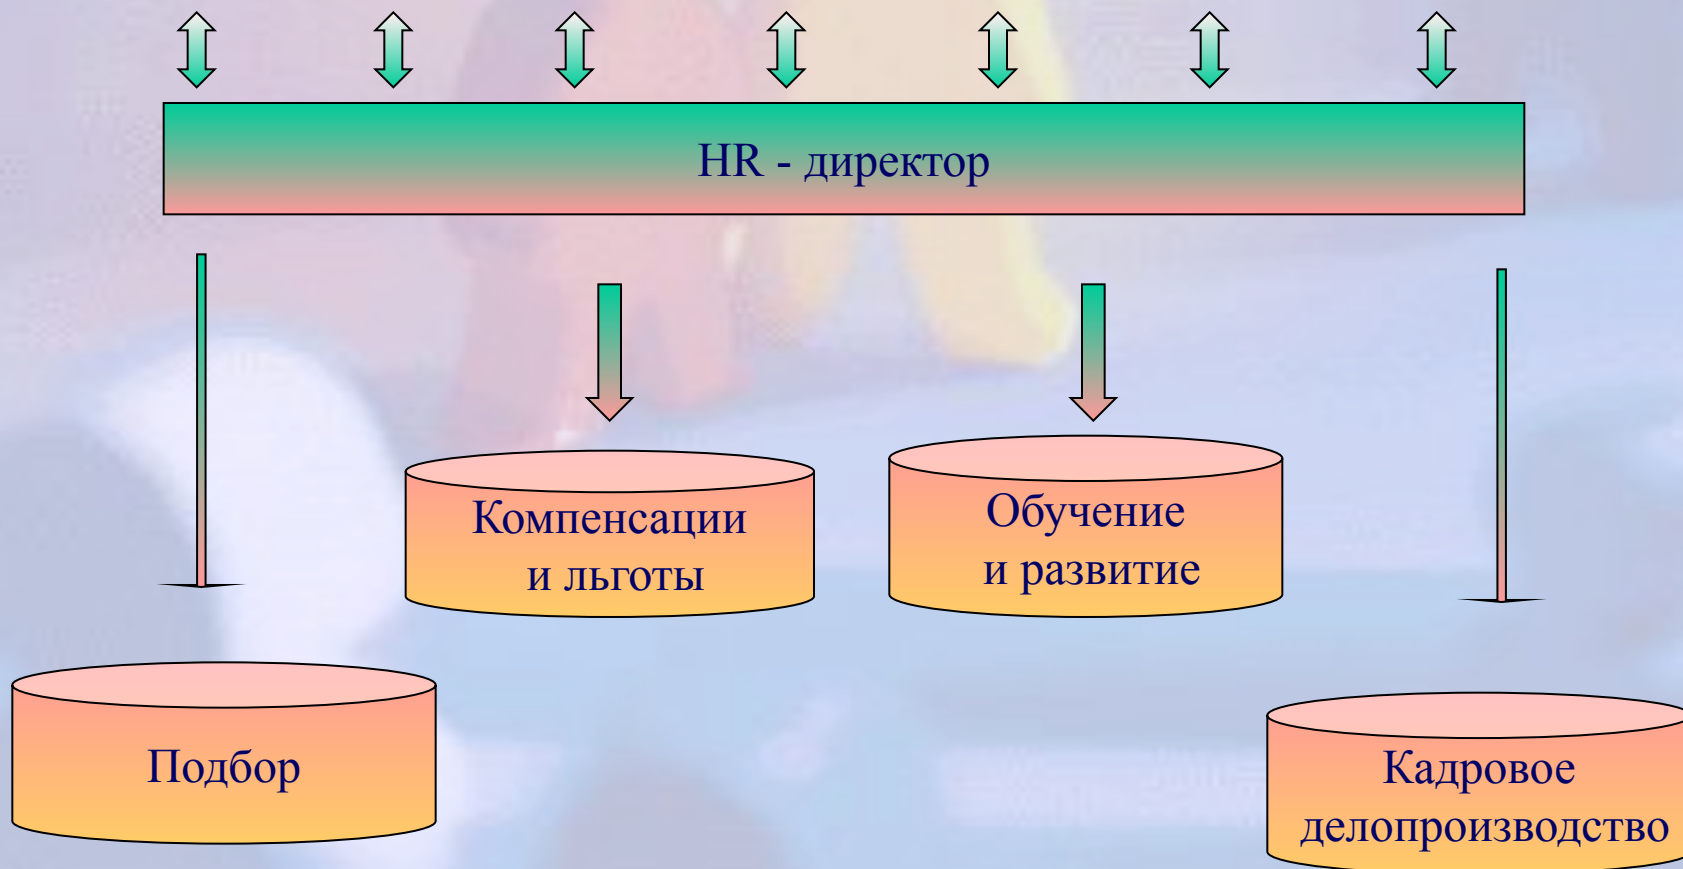 HR - директор
Компенсации
и льготы
Обучение
и развитие
Подбор
Кадровое
делопроизводство